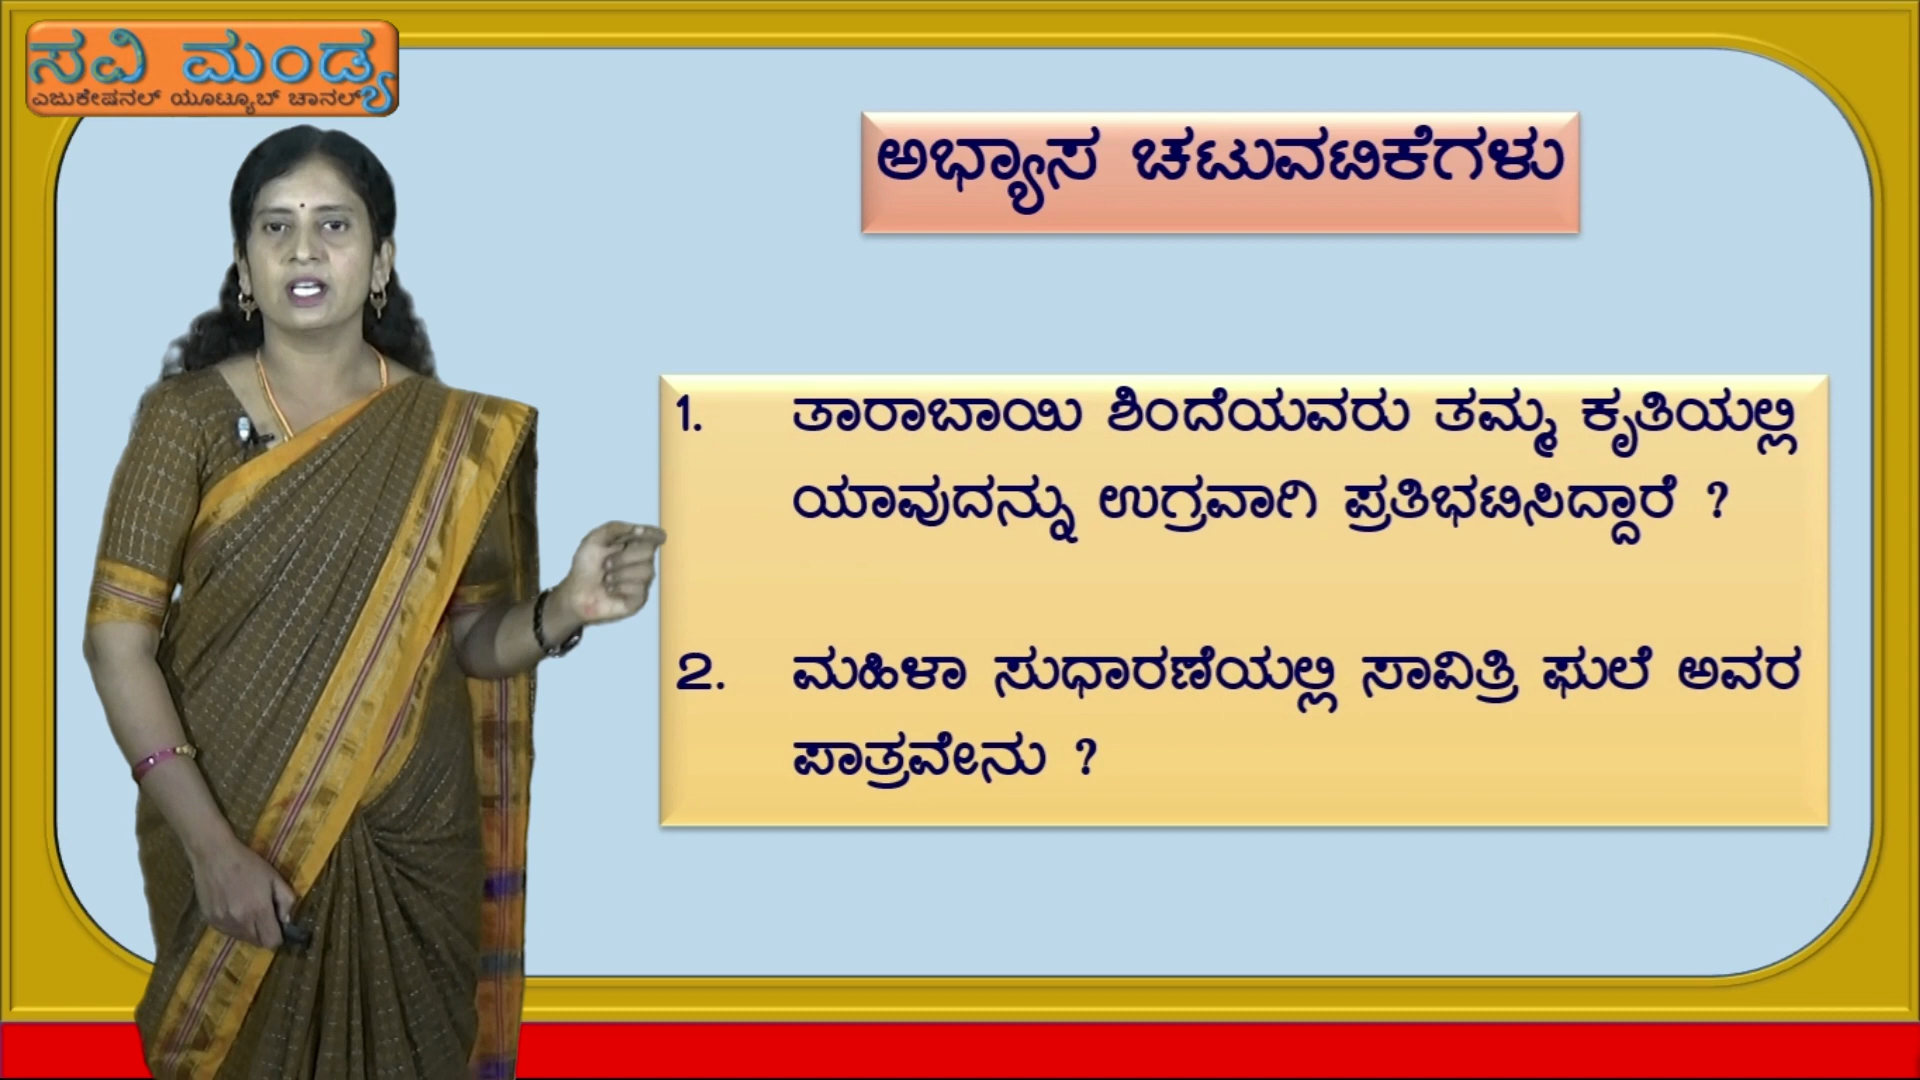 ಸವಿ ಮಂಡ್ಯ
ಎಜುಕೇಷನಲ್ ಯೂಟ್ಯೂಬ್ ಚಾನಲ್
ಅಭ್ಯಾಸ ಚಟುವಟಿಕೆಗಳು
1. ತಾರಾಬಾಯಿ ಶಿಂದೆಯವರು ತಮ್ಮ ಕೃತಿಯಲ್ಲಿ
ಯಾವುದನ್ನು ಉಗ್ರವಾಗಿ ಪ್ರತಿಭಟಿಸಿದ್ದಾರೆ ?
2. ಮಹಿಳಾ ಸುಧಾರಣೆಯಲ್ಲಿ ಸಾವಿತ್ರಿ ಫುಲೆ ಅವರ
ಪಾತ್ರವೇನು ?